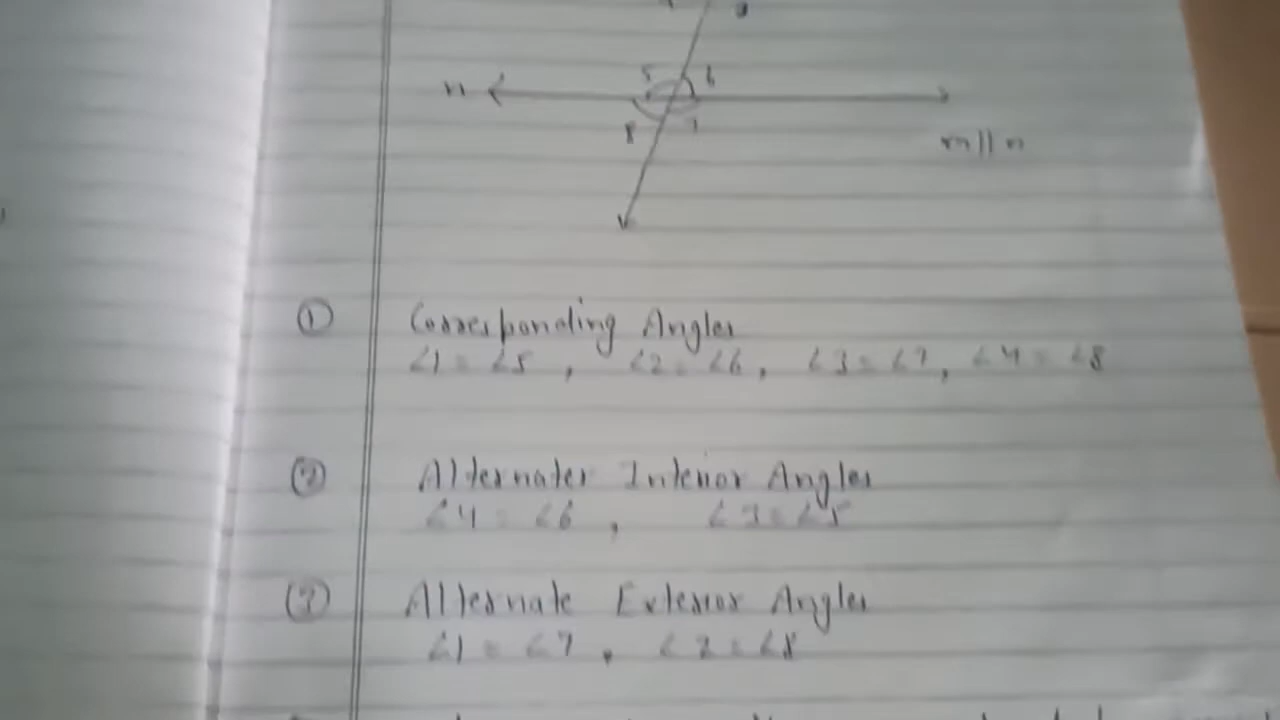 5 6
n
8 7
m||n
① Corresponding Angles
∠1 = ∠5 , ∠2 = ∠6 , ∠3 = ∠7 , ∠4 = ∠8
② Alternater Interior Angles
∠4 = ∠6 , ∠3 = ∠5
③ Alternate Exterior Angles
∠1 = ∠7 , ∠2 = ∠8